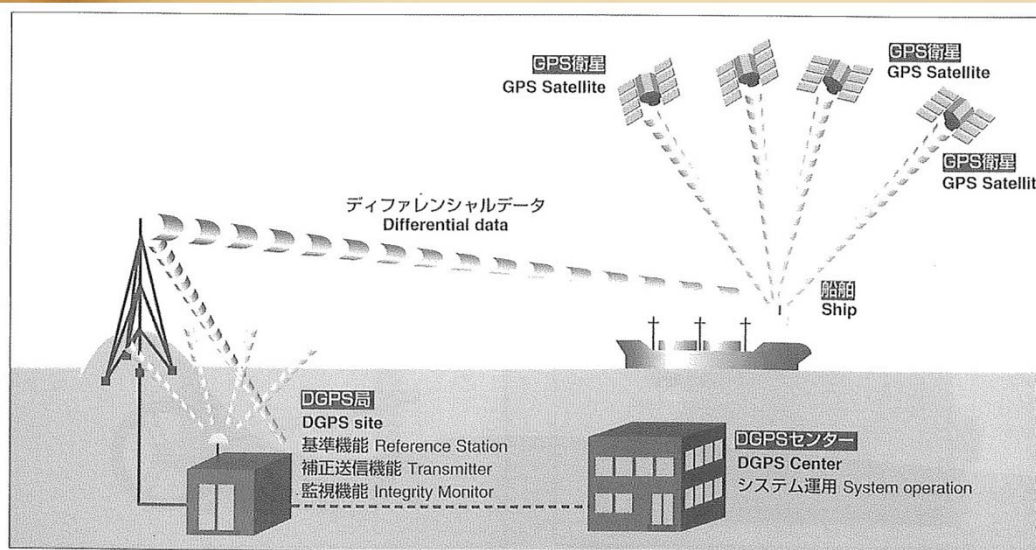 GPS衛星
GPS Satellite
GPS衛星
GPS Satellite
GPS衛星
GPS Satellit
ディファレンシャルデータ
Differential data
船舶
Ship
DGPS局
DGPS site
基準機能 Reference Station
補正送信機能 Transmitter
監視機能 Integrity Monitor
DGPSセンター
DGPS Center
システム運用 System operation